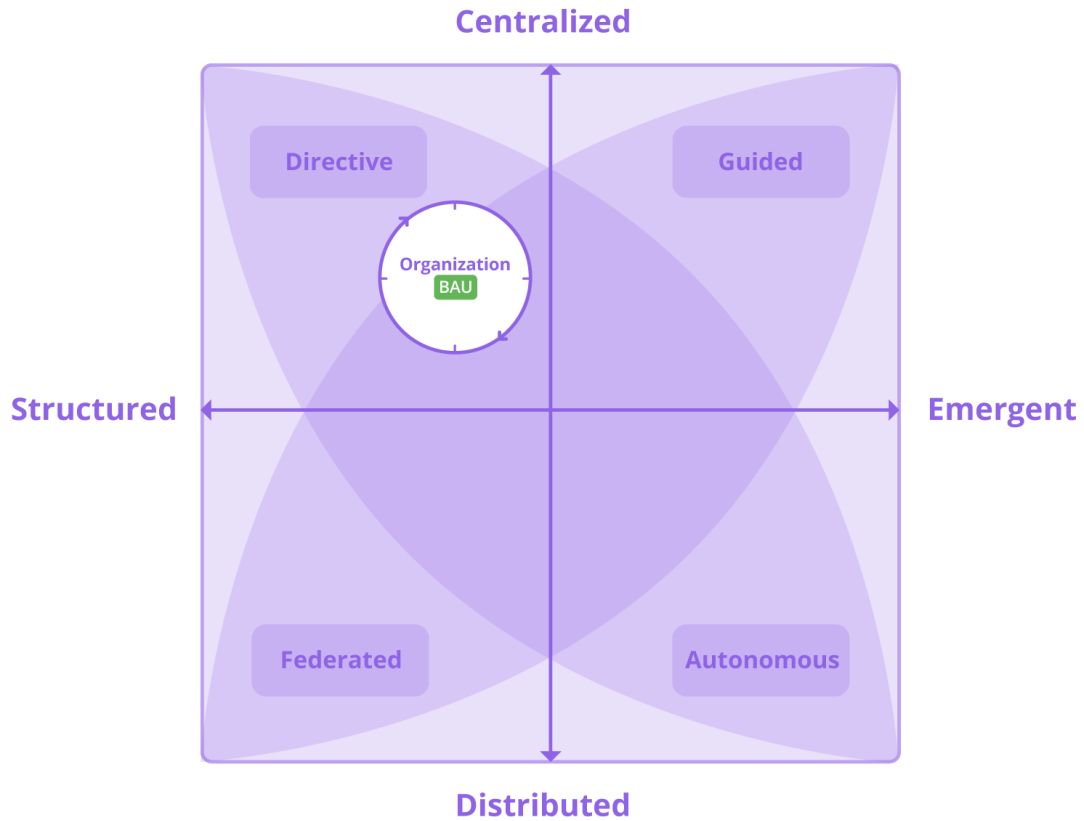 Centralized
Directive
Guided
Organization
BAU
Structured
Emergent
Federated
Autonomous
Distributed